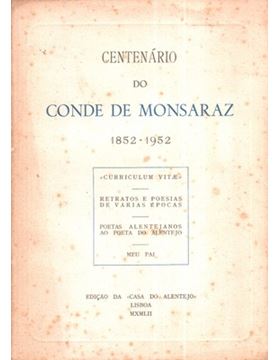 CENTENÁRIO
DO
CONDE DE MONSARAZ
1852-1952
«CURRICULUM VITÆ»
RETRATOS E POESIAS
DE VÁRIAS ÉPOCAS
POETAS ALENTEJANOS
AO POETA DO ALENTEJO
MEU PAI
EDIÇÃO DA «CASA DO ALENTEJO»
LISBOA
MXMLII